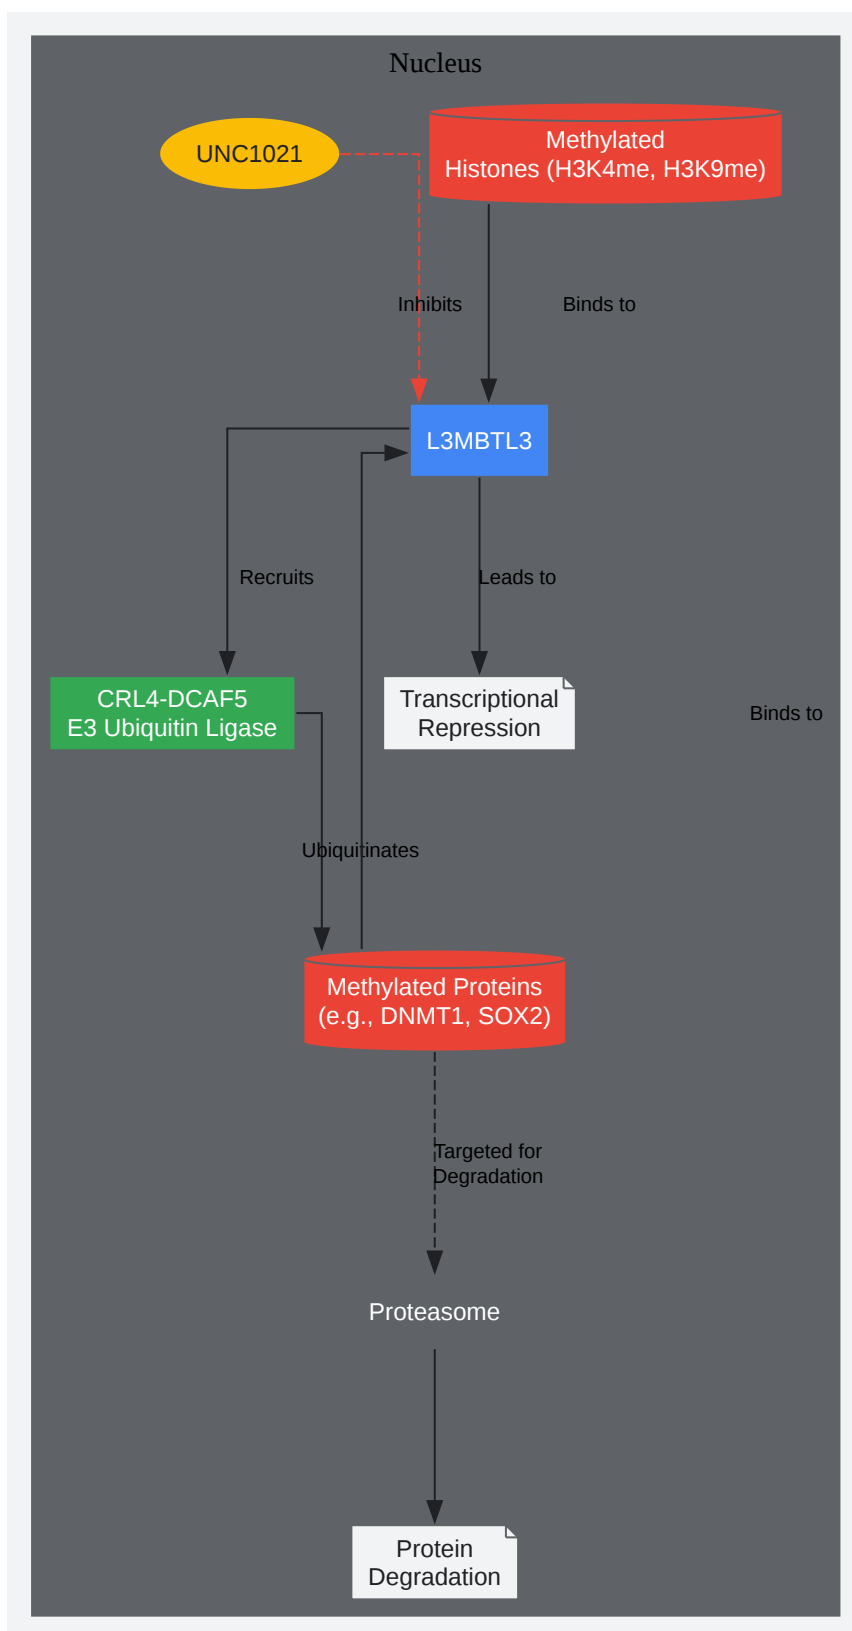 Nucleus
UNC1021
Methylated
Histones (H3K4me, H3K9me)
Inhibits
Binds to
L3MBTL3
Recruits
Leads to
CRL4-DCAF5
E3 Ubiquitin Ligase
Transcriptional
Repression
Binds to
Ubiquitinates
Methylated Proteins
(e.g., DNMT1, SOX2)
Targeted for
Degradation
Proteasome
Protein
Degradation